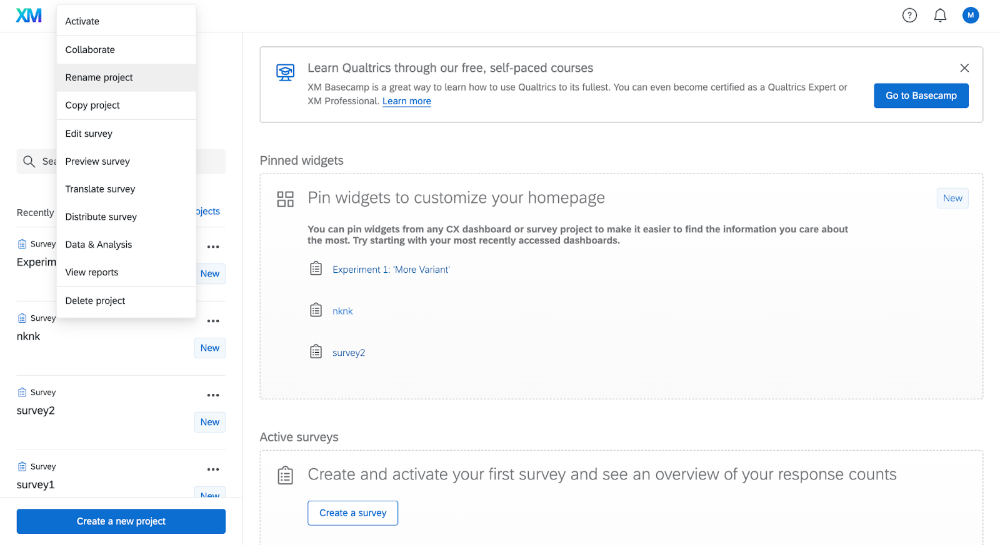 XM
Activate
Collaborate
Rename project
Copy project
Edit survey
Preview survey
Translate survey
Distribute survey
Data & Analysis
View reports
Delete project
Recently
Survey
New
Survey
nknk
New
Survey
survey2
New
Survey
survey1
New
Create a new project
?
M
Learn Qualtrics through our free, self-paced courses
XM Basecamp is a great way to learn how to use Qualtrics to its fullest. You can even become certified as a Qualtrics Expert or
XM Professional. Learn more
Go to Basecamp
Pinned widgets
Pin widgets to customize your homepage
New
You can pin widgets from any CX dashboard or survey project to make it easier to find the information you care about
the most. Try starting with your most recently accessed dashboards.
Experiment 1: 'More Variant'
nknk
survey2
Active surveys
Create and activate your first survey and see an overview of your response counts
Create a survey